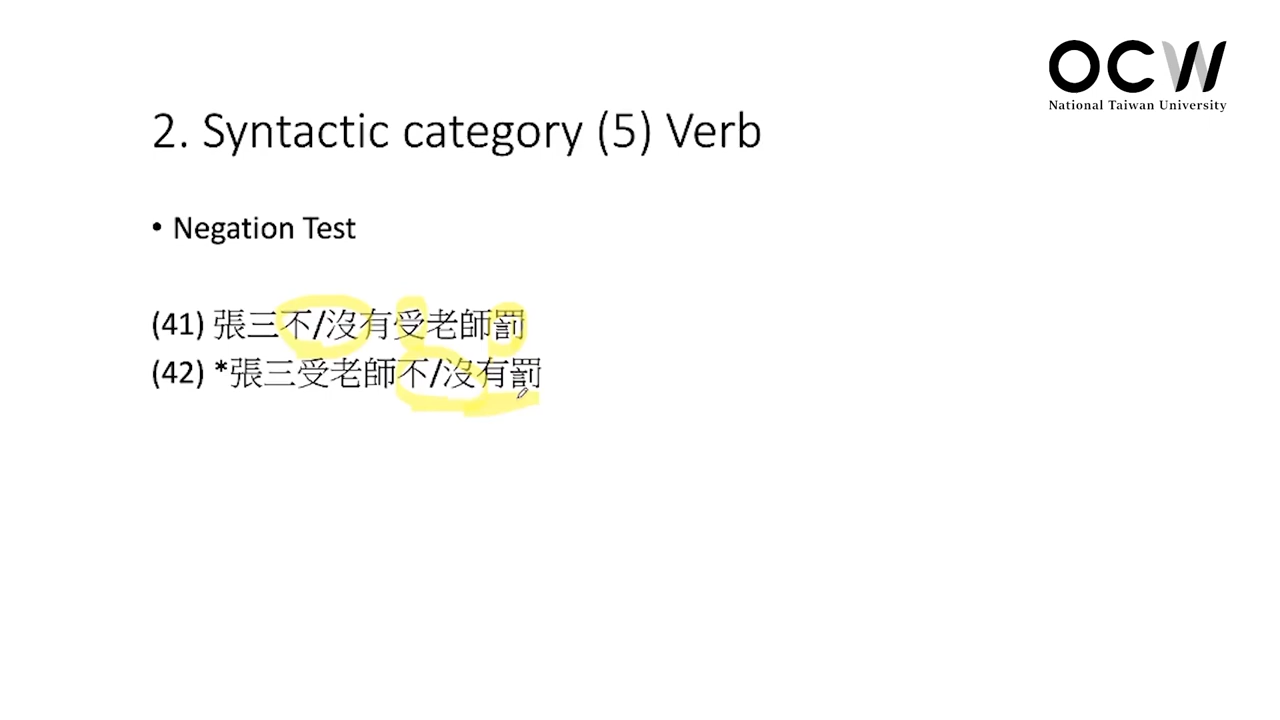 OCW
National Taiwan University
2. Syntactic category (5) Verb
• Negation Test
(41) 張三不/沒有受老師罰
(42) *張三受老師不/沒有罰